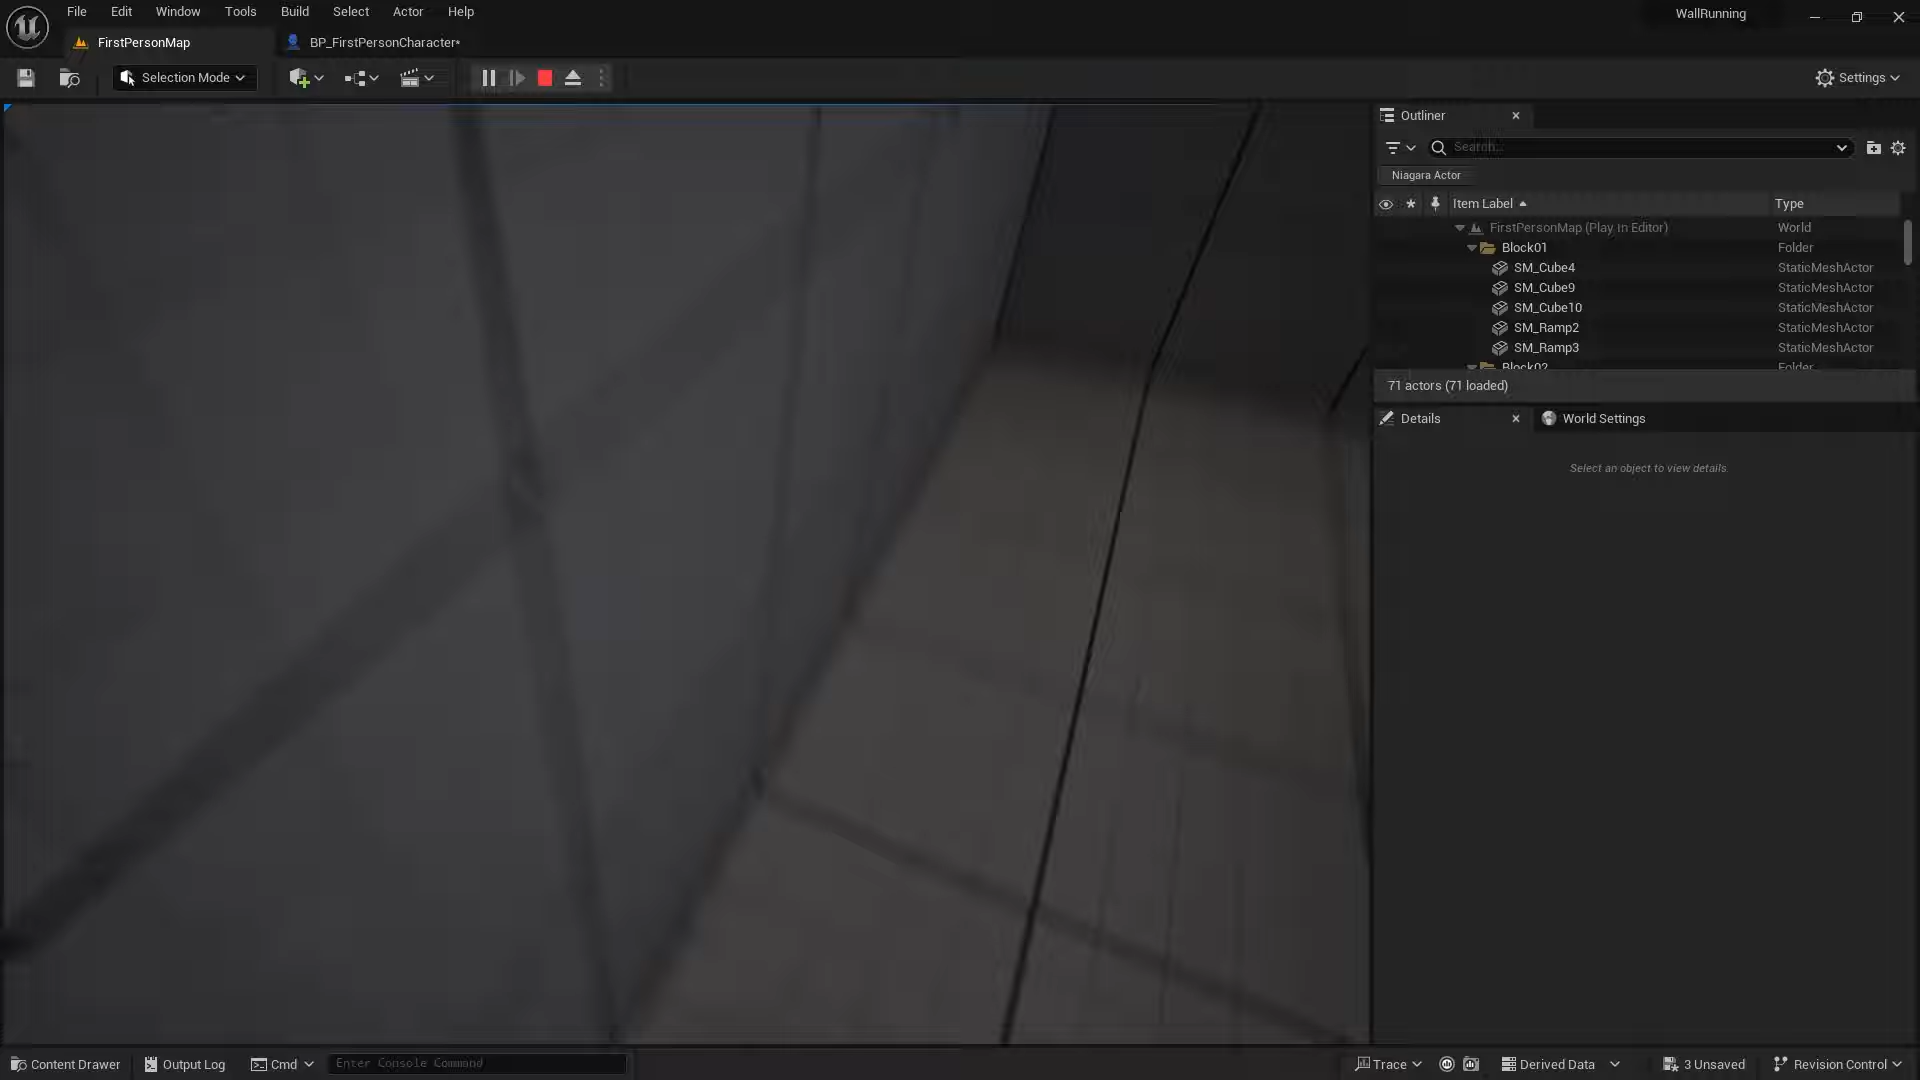 File Edit Window Tools Build Select Actor Help
WallRunning
FirstPersonMap
BP_FirstPersonCharacter*
Selection Mode
Settings
Outliner
Search...
Niagara Actor
Item Label Type
FirstPersonMap (Play In Editor) World
Block01 Folder
SM_Cube4 StaticMeshActor
SM_Cube9 StaticMeshActor
SM_Cube10 StaticMeshActor
SM_Ramp2 StaticMeshActor
SM_Ramp3 StaticMeshActor
Block02 Folder
71 actors (71 loaded)
Details
World Settings
Select an object to view details.
Content Drawer
Output Log
Cmd
Enter Console Command
Trace
Derived Data
3 Unsaved
Revision Control